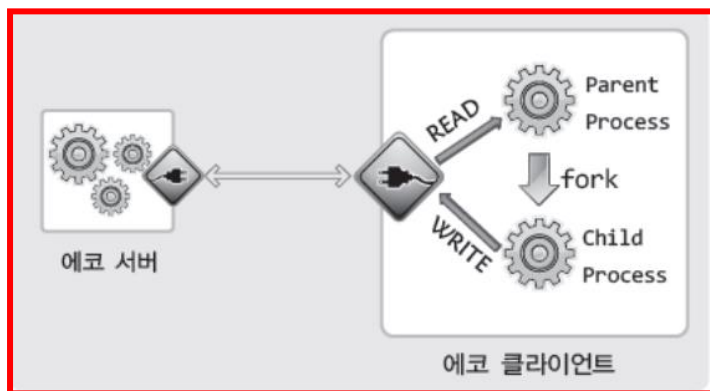 READ
Parent
Process
fork
WRITE
Child
Process
에코 서버
에코 클라이언트